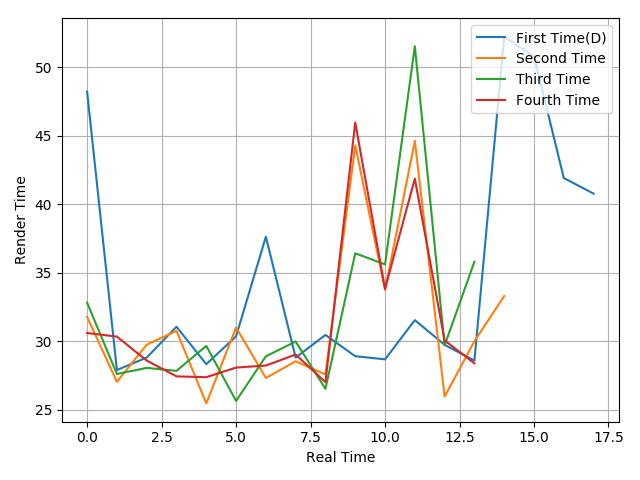 First Time(D)
Second Time
Third Time
Fourth Time
50
45
40
35
30
25
Render Time
0.0 2.5 5.0 7.5 10.0 12.5 15.0 17.5
Real Time